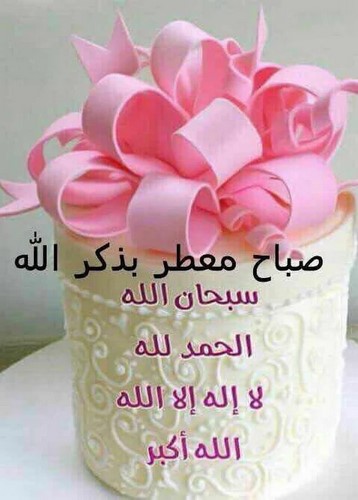 صباح معطر بذكر الله
سبحان الله
الحمد لله
لا إله إلا الله
الله أكبر